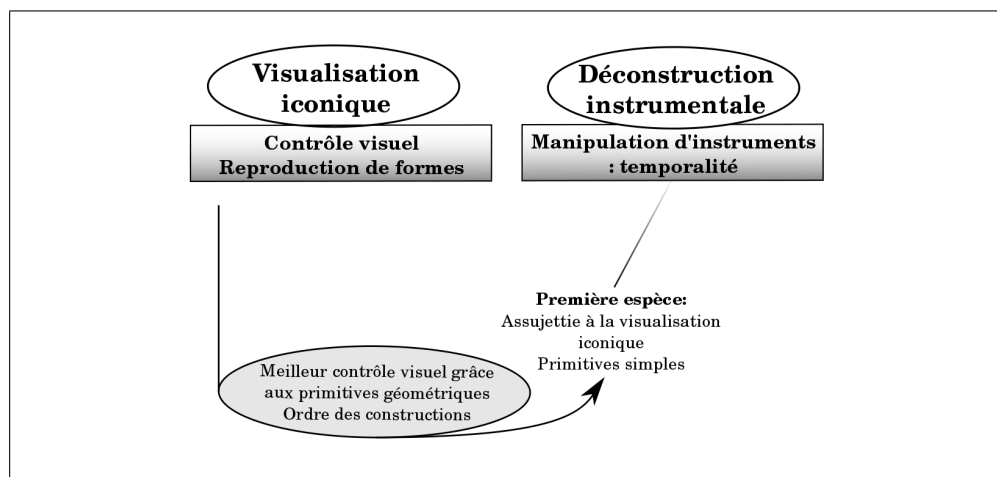 Visualisation
iconique
Contrôle visuel
Reproduction de formes
Déconstruction
instrumentale
Manipulation d'instruments
: temporalité
Première espèce:
Assujettie à la visualisation
iconique
Primitives simples
Meilleur contrôle visuel grâce
aux primitives géométriques
Ordre des constructions